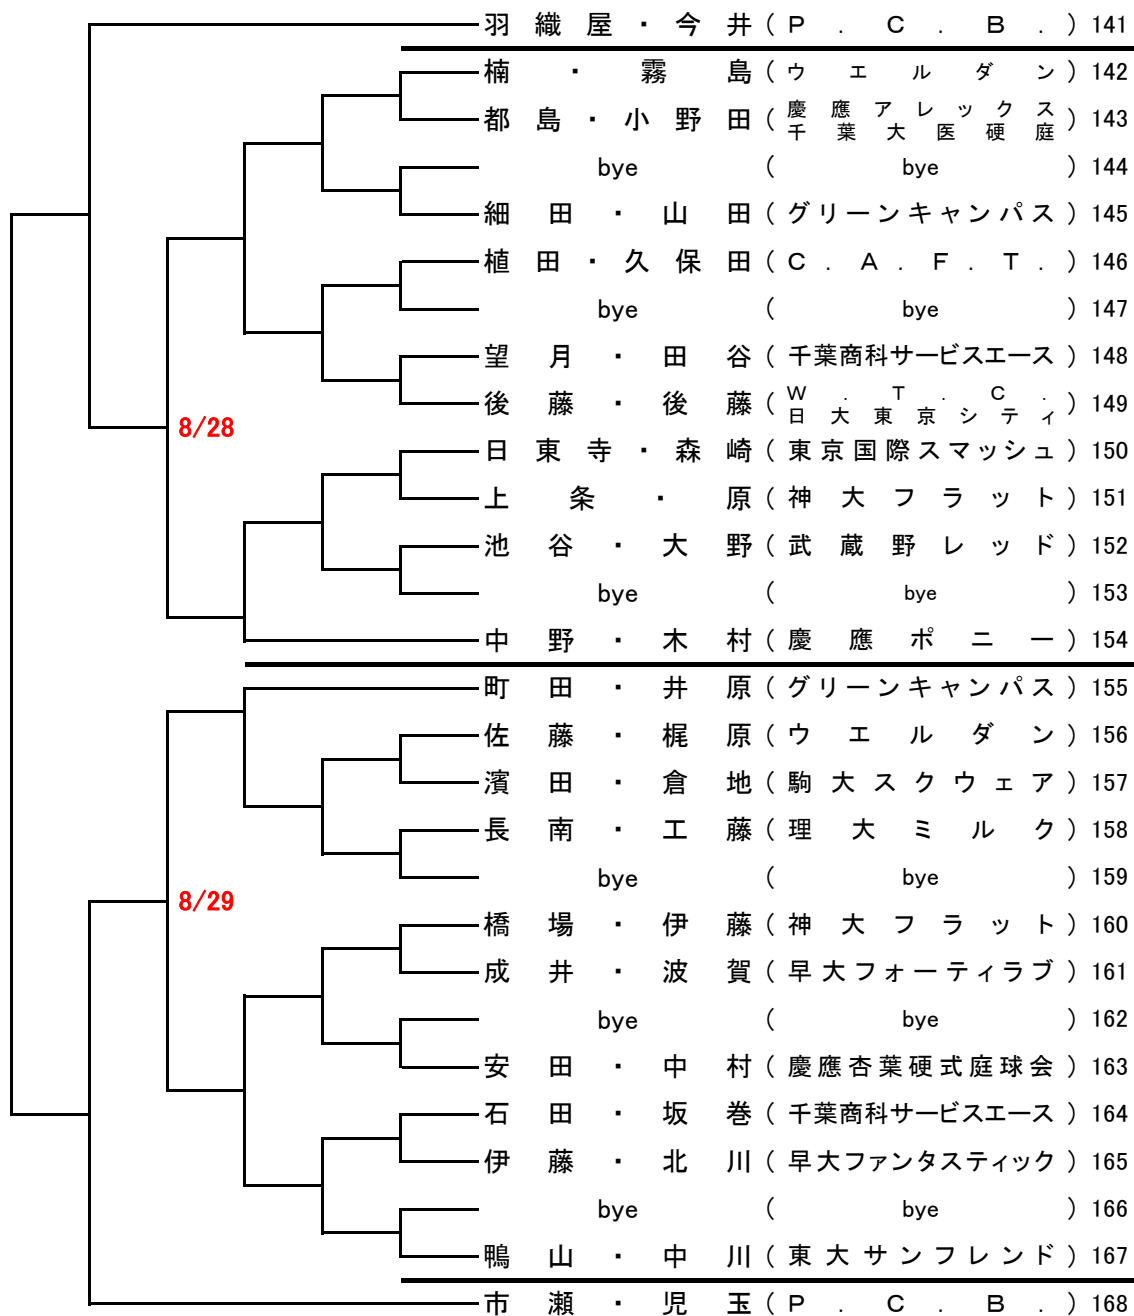 羽織屋・今井(P.C.B.)141
楠・霧島(ウエルダン)142
都島・小野田(慶應アレックス 千葉大医硬庭)143
bye(bye)144
細田・山田(グリーンキャンパス)145
植田・久保田(C.A.F.T.)146
bye(bye)147
望月・田谷(千葉商科サービスエース)148
後藤・後藤(W.T.C. 日大東京シティ)149
8/28
日東寺・森崎(東京国際スマッシュ)150
上条・原(神大フラット)151
池谷・大野(武蔵野レッド)152
bye(bye)153
中野・木村(慶應ポニー)154
町田・井原(グリーンキャンパス)155
佐藤・梶原(ウエルダン)156
濱田・倉地(駒大スクウェア)157
長南・工藤(理大ミルク)158
bye(bye)159
8/29
橋場・伊藤(神大フラット)160
成井・波賀(早大フォーティラブ)161
bye(bye)162
安田・中村(慶應杏葉硬式庭球会)163
石田・坂巻(千葉商科サービスエース)164
伊藤・北川(早大ファンタスティック)165
bye(bye)166
鴨山・中川(東大サンフレンド)167
市瀬・児玉(P.C.B.)168